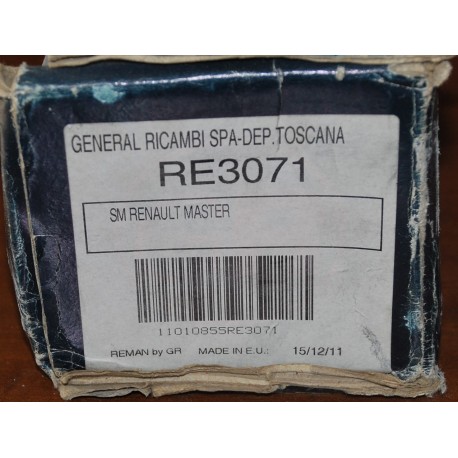 GENERAL RICAMBI SPA-DEP.TOSCANA
RE3071
SM RENAULT MASTER
11010855RE3071
REMAN by GR MADE IN E.U.: 15/12/11